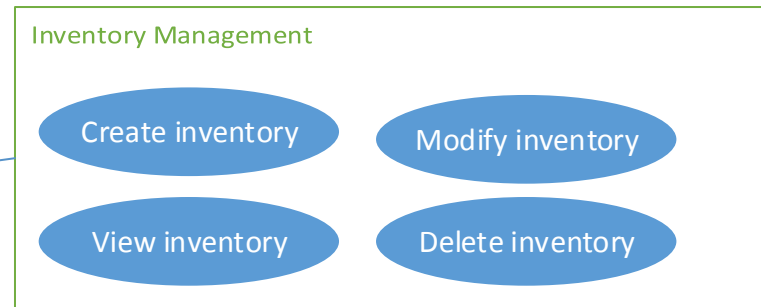 Inventory Management
Create inventory
Modify inventory
View inventory
Delete inventory